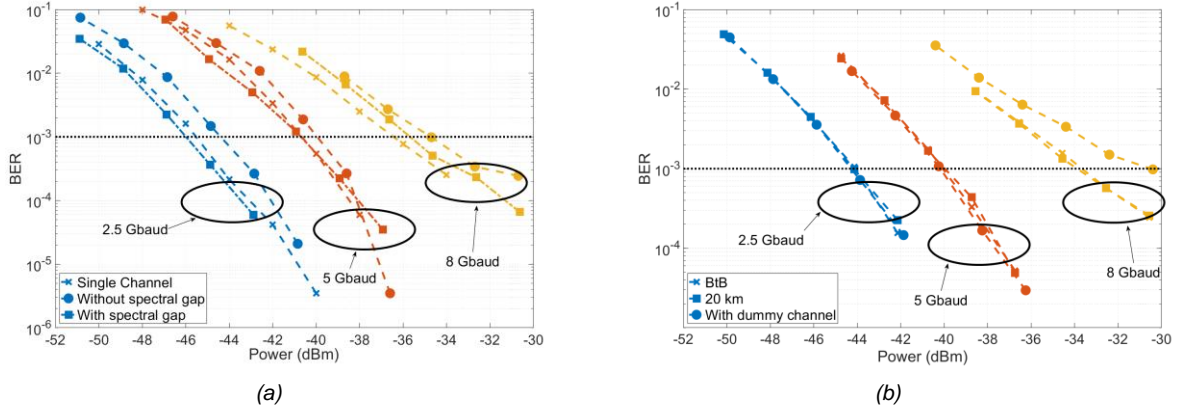 10^-1
10^-2
10^-3
10^-4
10^-5
10^-6
BER
2.5 Gbaud
5 Gbaud
8 Gbaud
Single Channel
Without spectral gap
With spectral gap
-52 -50 -48 -46 -44 -42 -40 -38 -36 -34 -32 -30
Power (dBm)
(a)
10^-1
10^-2
10^-3
10^-4
10^-5
BER
2.5 Gbaud
5 Gbaud
8 Gbaud
BtB
20 km
With dummy channel
-52 -50 -48 -46 -44 -42 -40 -38 -36 -34 -32 -30
Power (dBm)
(b)